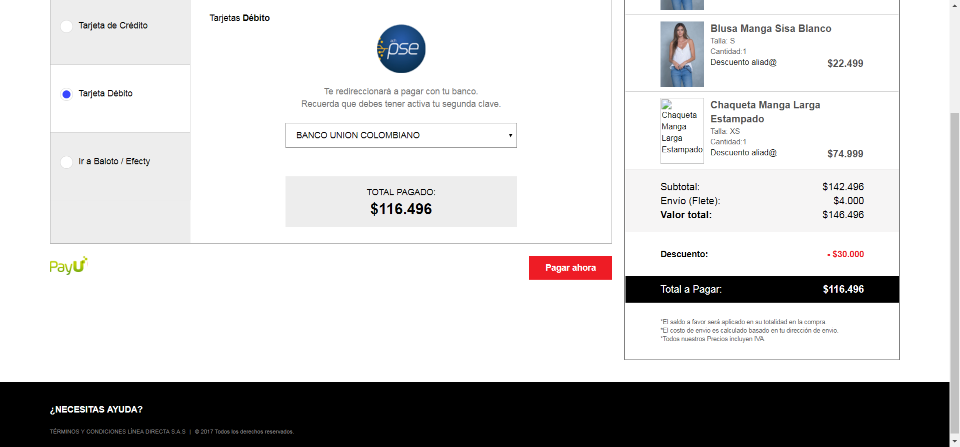 Tarjeta de Crédito
Tarjeta Débito
Ir a Baloto / Efecty
Tarjetas Débito
pse
Te redireccionará a pagar con tu banco.
Recuerda que debes tener activa tu segunda clave.
BANCO UNION COLOMBIANO
TOTAL PAGADO:
$116.496
PayU
Pagar ahora
Blusa Manga Sisa Blanco
Talla: S
Cantidad:1
Descuento aliad@
$22.499
Chaqueta
Manga
Larga
Estampado
Chaqueta Manga Larga
Estampado
Talla: XS
Cantidad:1
Descuento aliad@
$74.999
Subtotal: $142.496
Envío (Flete): $4.000
Valor total: $146.496
Descuento: - $30.000
Total a Pagar: $116.496
*El saldo a favor será aplicado en su totalidad en la compra
*El costo de envio es calculado basado en tu dirección de envio.
*Todos nuestros Precios incluyen IVA
¿NECESITAS AYUDA?
TÉRMINOS Y CONDICIONES LÍNEA DIRECTA S.A.S | © 2017 Todos los derechos reservados.